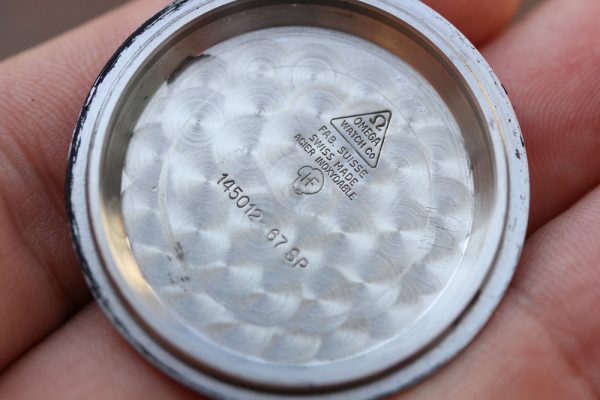 Ω
OMEGA
WATCH CO
FAB. SUISSE
SWISS MADE
ACIER INOXYDABLE
145012-67 SP